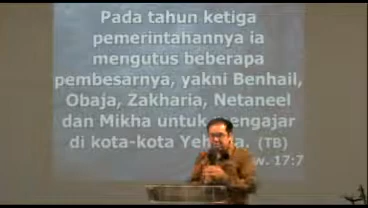 Pada tahun ketiga
pemerintahannya ia
mengutus beberapa
pembesarnya, yakni Benhail,
Obaja, Zakharia, Netaneel
dan Mikha untuk mengajar
di kota-kota (TB)
17:7